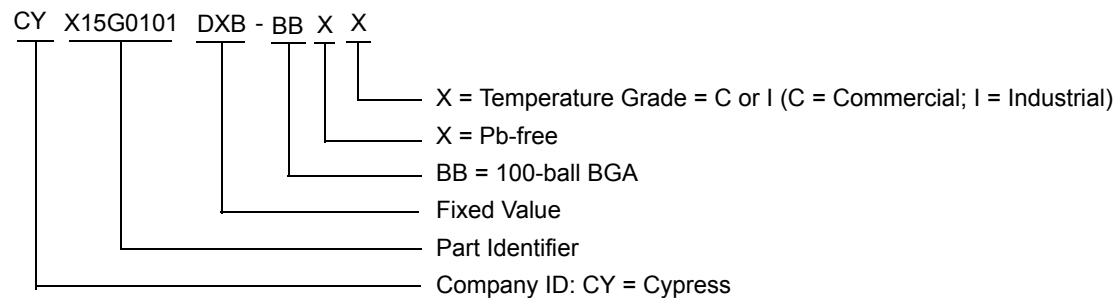 CY X15G0101 DXB - BB X X
X = Temperature Grade = C or I (C = Commercial; I = Industrial)
X = Pb-free
BB = 100-ball BGA
Fixed Value
Part Identifier
Company ID: CY = Cypress